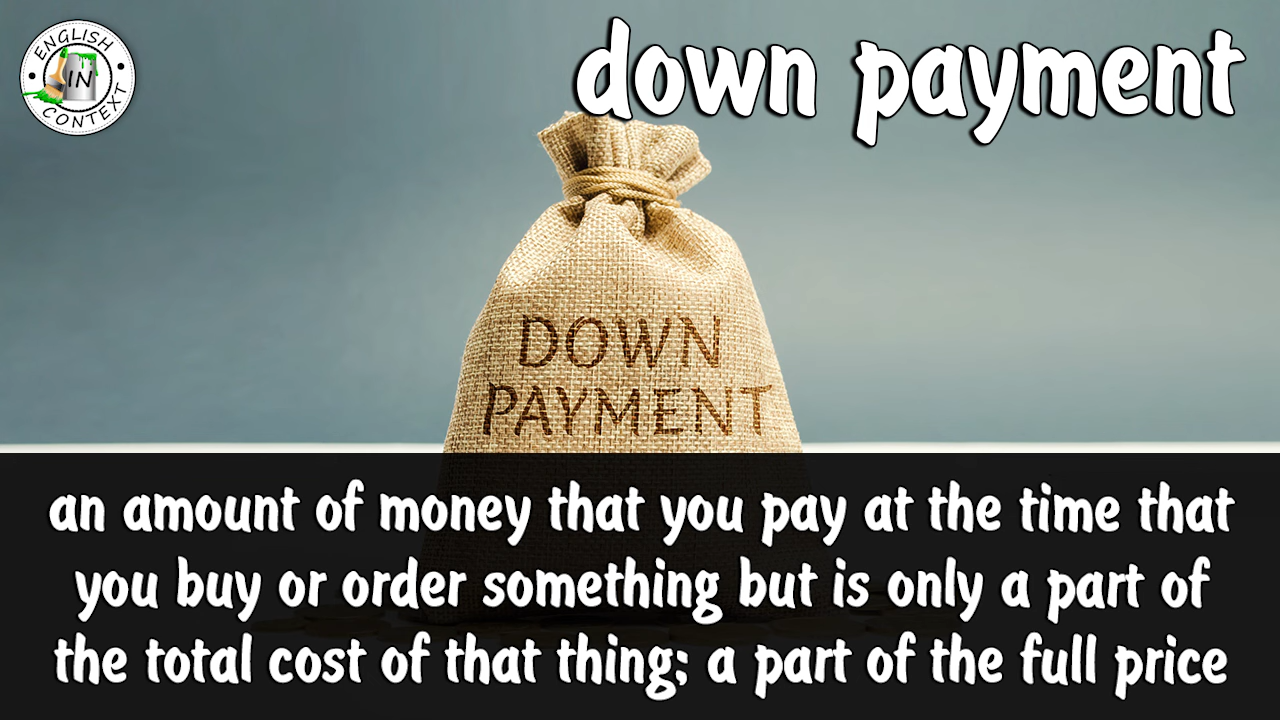 ENGLISH
IN
CONTEXT
down payment
DOWN
PAYMENT
an amount of money that you pay at the time that
you buy or order something but is only a part of
the total cost of that thing; a part of the full price